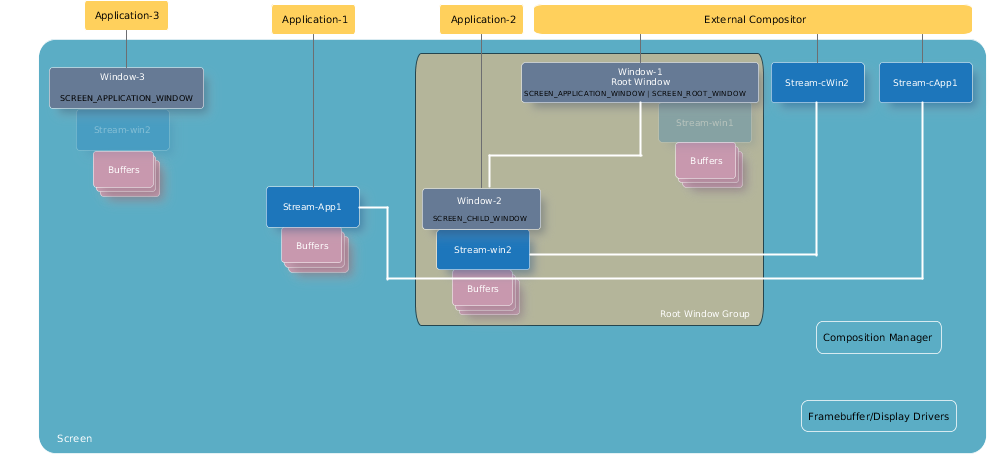 Application-3
Application-1
Application-2
External Compositor
Window-3
SCREEN_APPLICATION_WINDOW
Stream-win2
Buffers
Window-1
Root Window
SCREEN_APPLICATION_WINDOW | SCREEN_ROOT_WINDOW
Stream-win1
Buffers
Stream-cWin2
Stream-cApp1
Stream-App1
Buffers
Window-2
SCREEN_CHILD_WINDOW
Stream-win2
Buffers
Root Window Group
Composition Manager
Framebuffer/Display Drivers
Screen